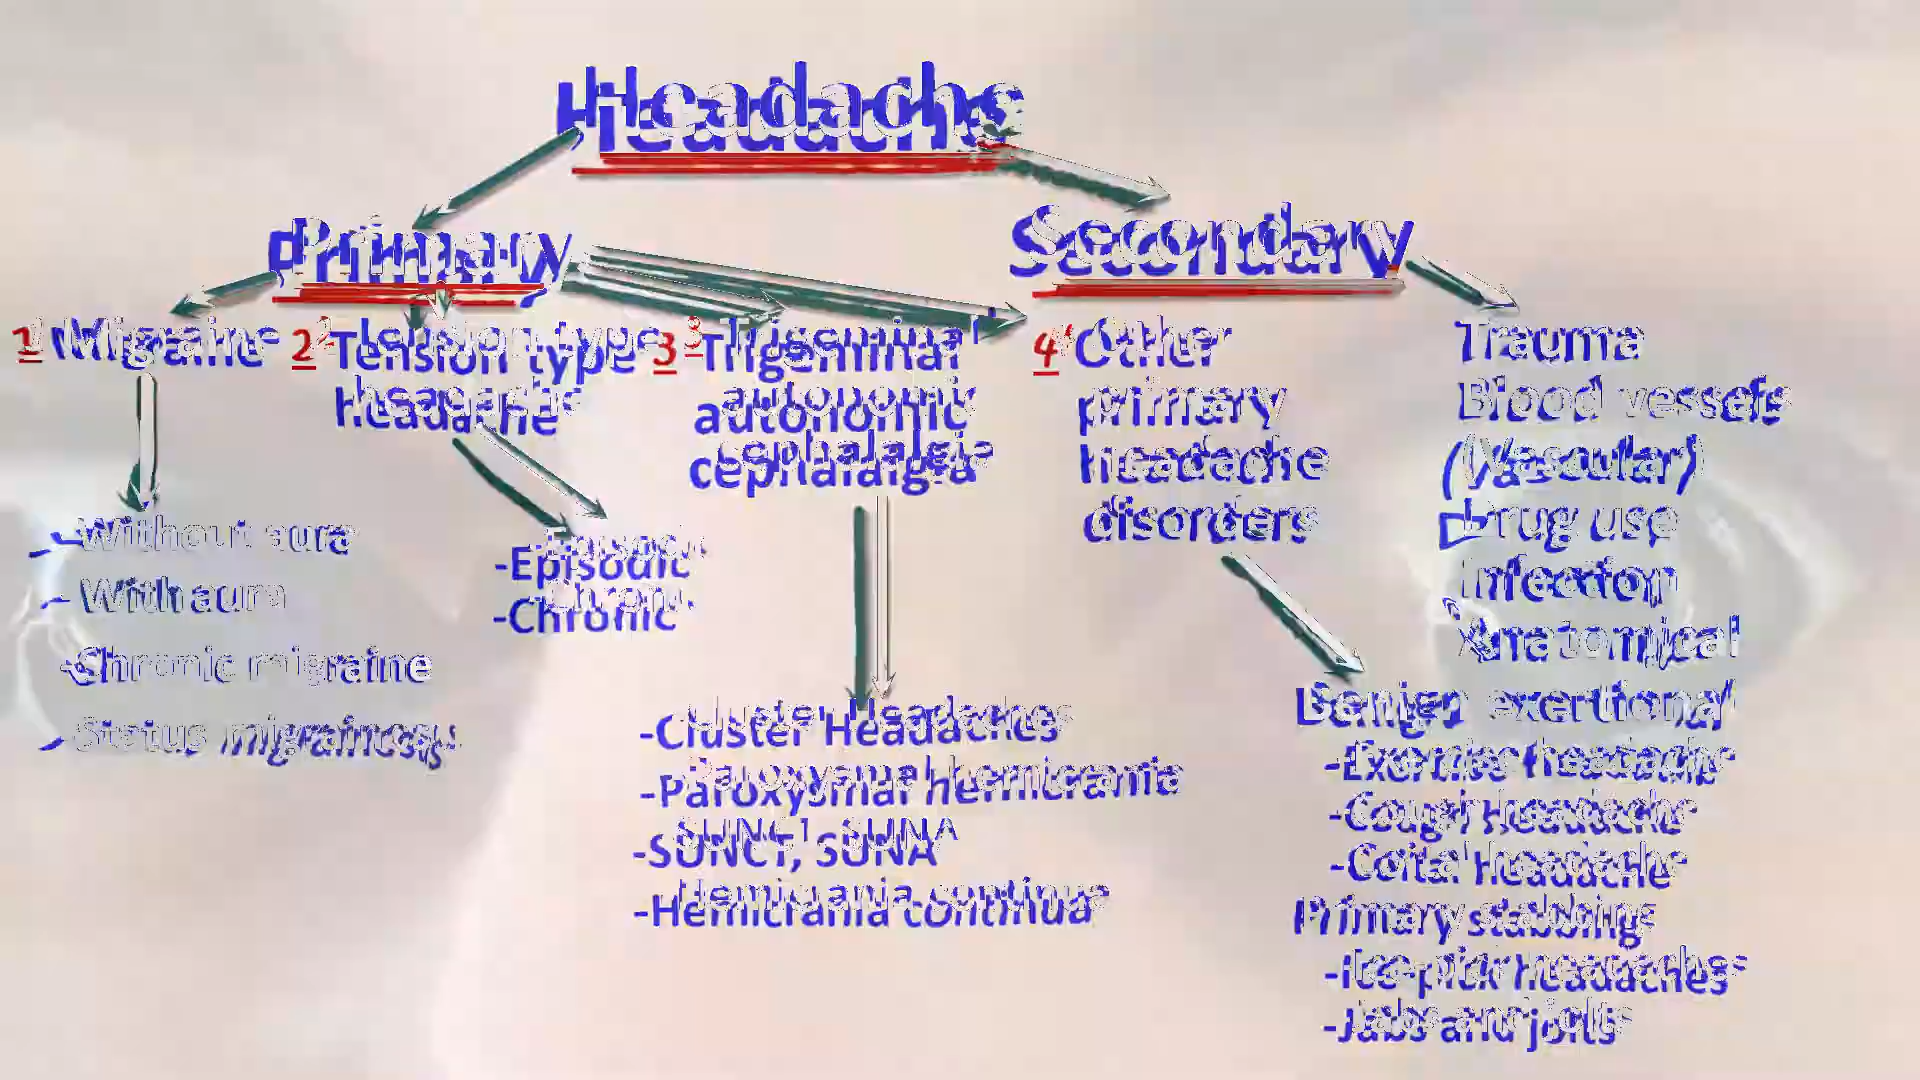 Headache
Primary
Secondary
1 Migraine
2 Tension type
headache
3 Trigeminal
autonomic
cephalalgia
4 Other
primary
headache
disorders
Trauma
Blood vessels
(Vascular)
Drug use
Infection
Anatomical
- Without aura
- With aura
-Chronic migraine
- Status migrainosus
-Episodic
-Chronic
-Cluster Headaches
-Paroxysmal hemicrania
-SUNCT, SUNA
-Hemicrania continua
Benign exertional
-Exercise headache
-Cough headache
-Coital headache
Primary stabbing
-Ice-pick headaches
-Jabs and jolts